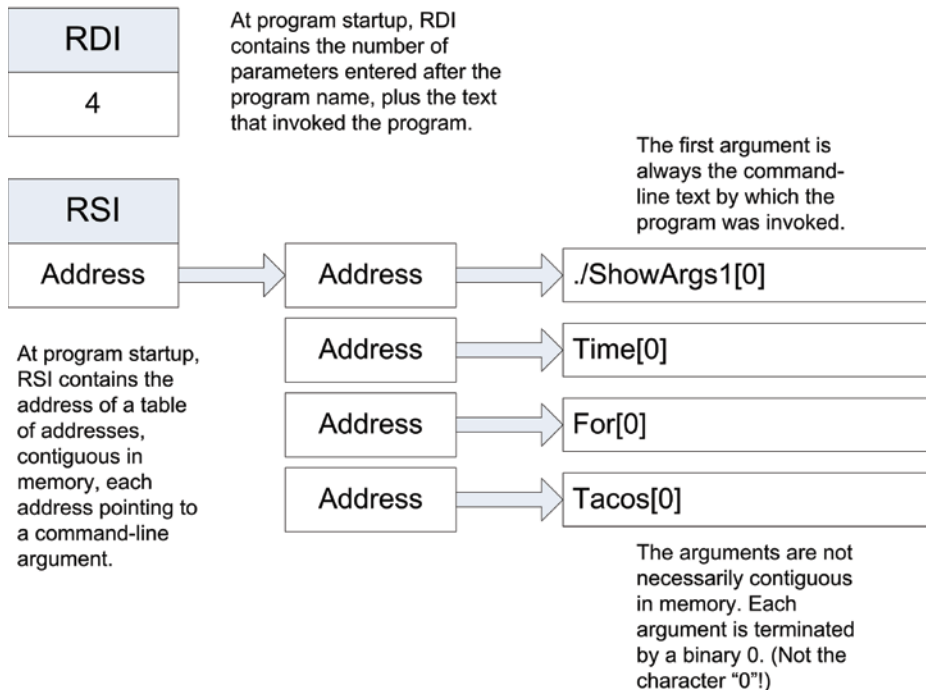 RDI
4
At program startup, RDI
contains the number of
parameters entered after the
program name, plus the text
that invoked the program.
The first argument is
always the command-
line text by which the
program was invoked.
RSI
Address
Address
./ShowArgs1[0]
Address
Time[0]
Address
For[0]
Address
Tacos[0]
At program startup,
RSI contains the
address of a table
of addresses,
contiguous in
memory, each
address pointing to
a command-line
argument.
The arguments are not
necessarily contiguous
in memory. Each
argument is terminated
by a binary 0. (Not the
character “0”!)